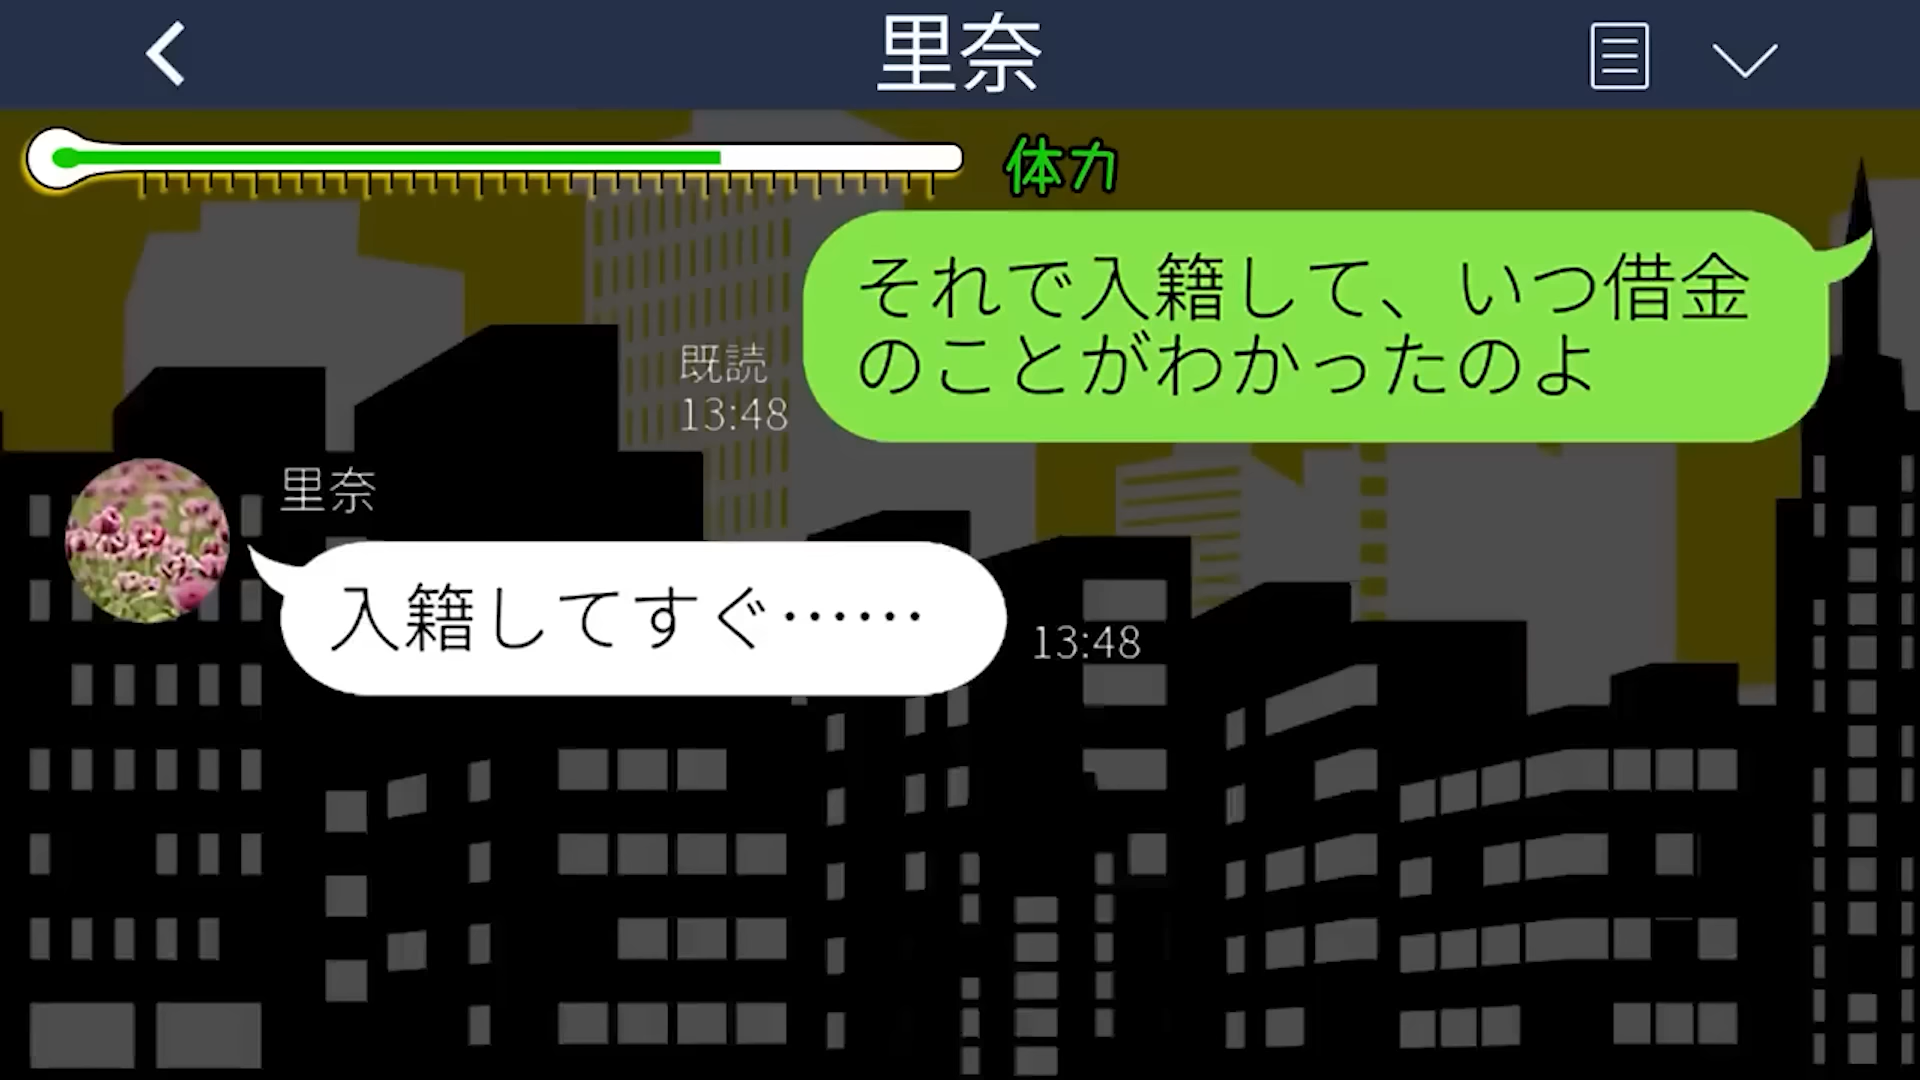 里奈
体力
それで入籍して、いつ借金
のことがわかったのよ
既読
13:48
里奈
入籍してすぐ……
13:48